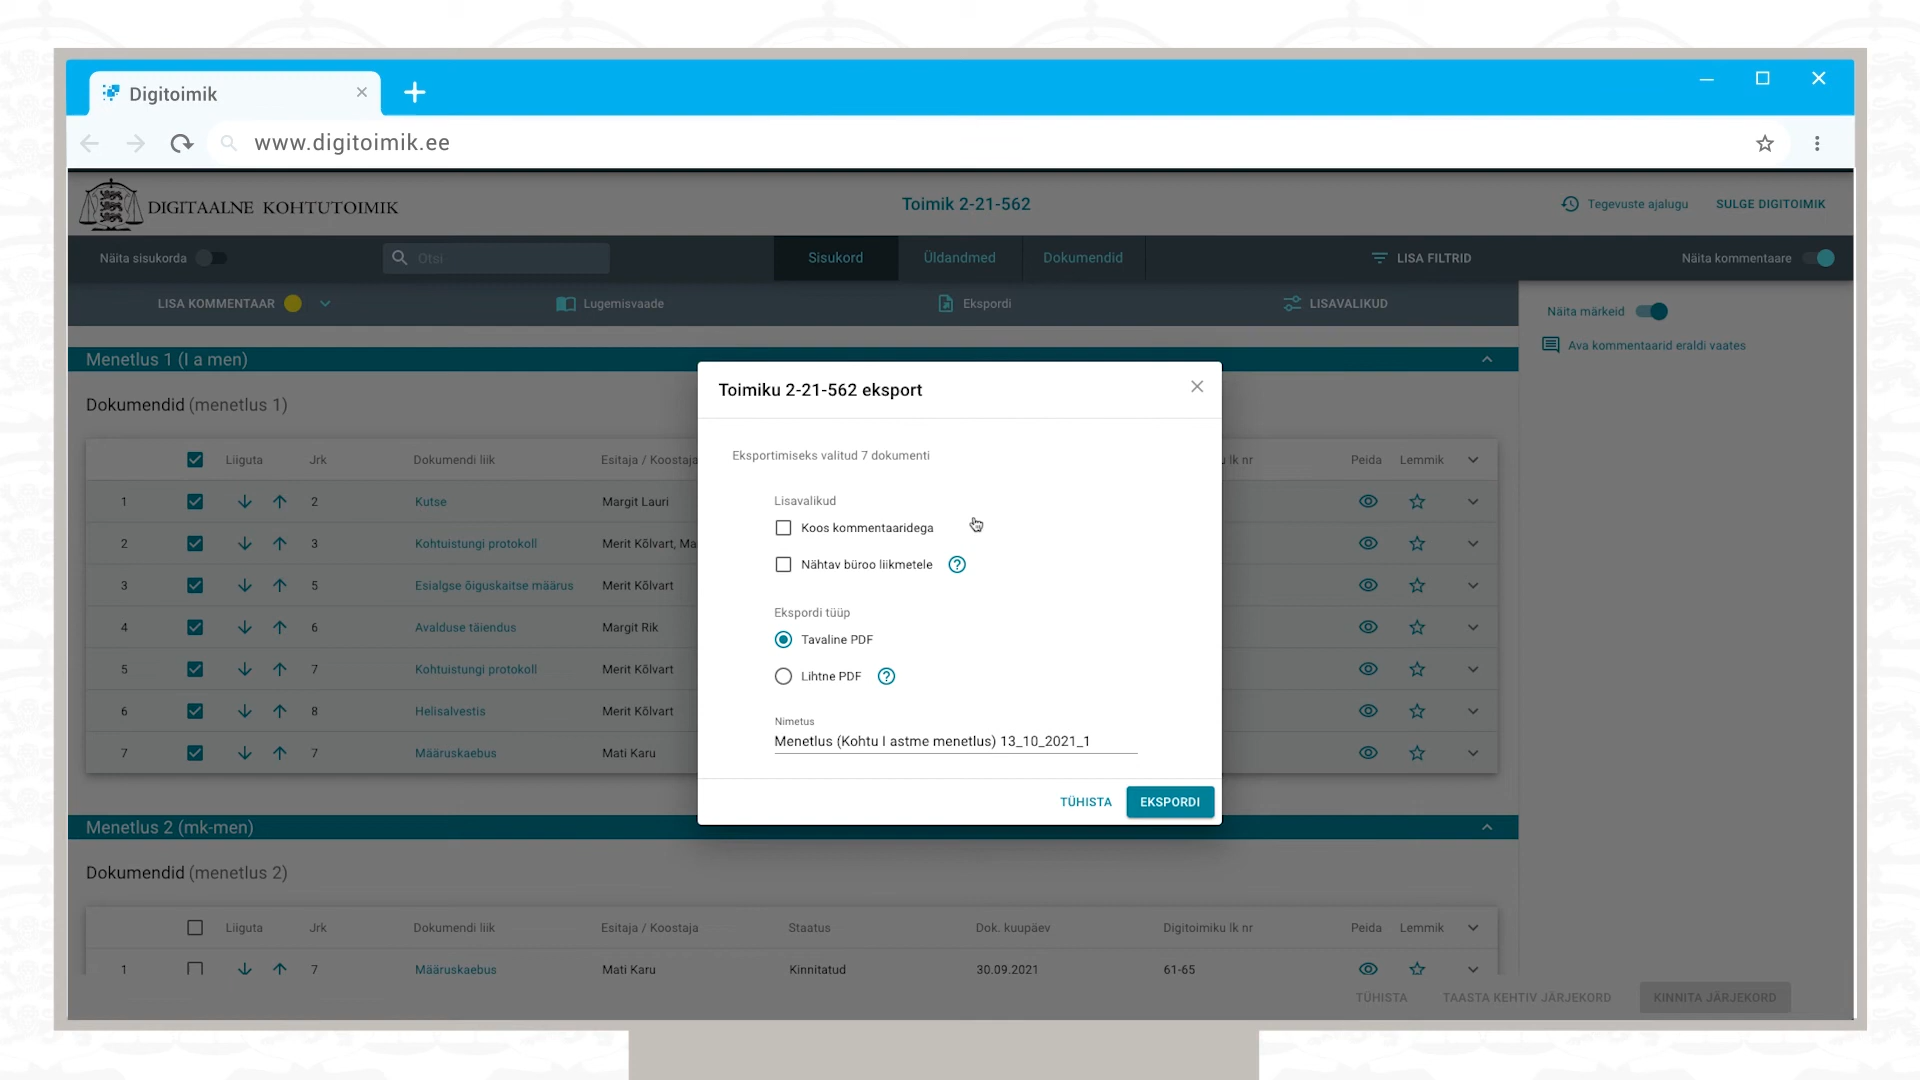 Digitoimik
www.digitoimik.ee
DIGITAALNE KOHTUTOIMIK
Toimik 2-21-562
Tegevuste ajalugu
SULGE DIGITOIMIK
Näita sisukorda
Otsi
Sisukord
Üldandmed
Dokumendid
LISA FILTRID
Näita kommentaare
LISA KOMMENTAAR
Lugemisvaade
Ekspordi
LISAVALIKUD
Näita märkeid
Ava kommentaarid eraldi vaates
Menetlus 1 (I a men)
Dokumendid (menetlus 1)
Liiguta Jrk Dokumendi liik Esitaja / Koostaja lk nr Peida Lemmik
1 2 Kutse Margit Lauri
2 3 Kohtuistungi protokoll Merit Kõlvart, Ma
3 5 Esialgse õiguskaitse määrus Merit Kõlvart
4 6 Avalduse täiendus Margit Rik
5 7 Kohtuistungi protokoll Merit Kõlvart
6 8 Helisalvestis Merit Kõlvart
7 7 Määruskaebus Mati Karu
Toimiku 2-21-562 eksport
Eksportimiseks valitud 7 dokumenti
Lisavalikud
Koos kommentaaridega
Nähtav büroo liikmetele ?
Ekspordi tüüp
Tavaline PDF
Lihtne PDF ?
Nimetus
Menetlus (Kohtu I astme menetlus) 13_10_2021_1
TÜHISTA EKSPORDI
Menetlus 2 (mk-men)
Dokumendid (menetlus 2)
Liiguta Jrk Dokumendi liik Esitaja / Koostaja Staatus Dok. kuupäev Digitoimiku lk nr Peida Lemmik
1 7 Määruskaebus Mati Karu Kinnitatud 30.09.2021 61-65
TÜHISTA TAASTA KEHTIV JÄRJEKORD KINNITA JÄRJEKORD